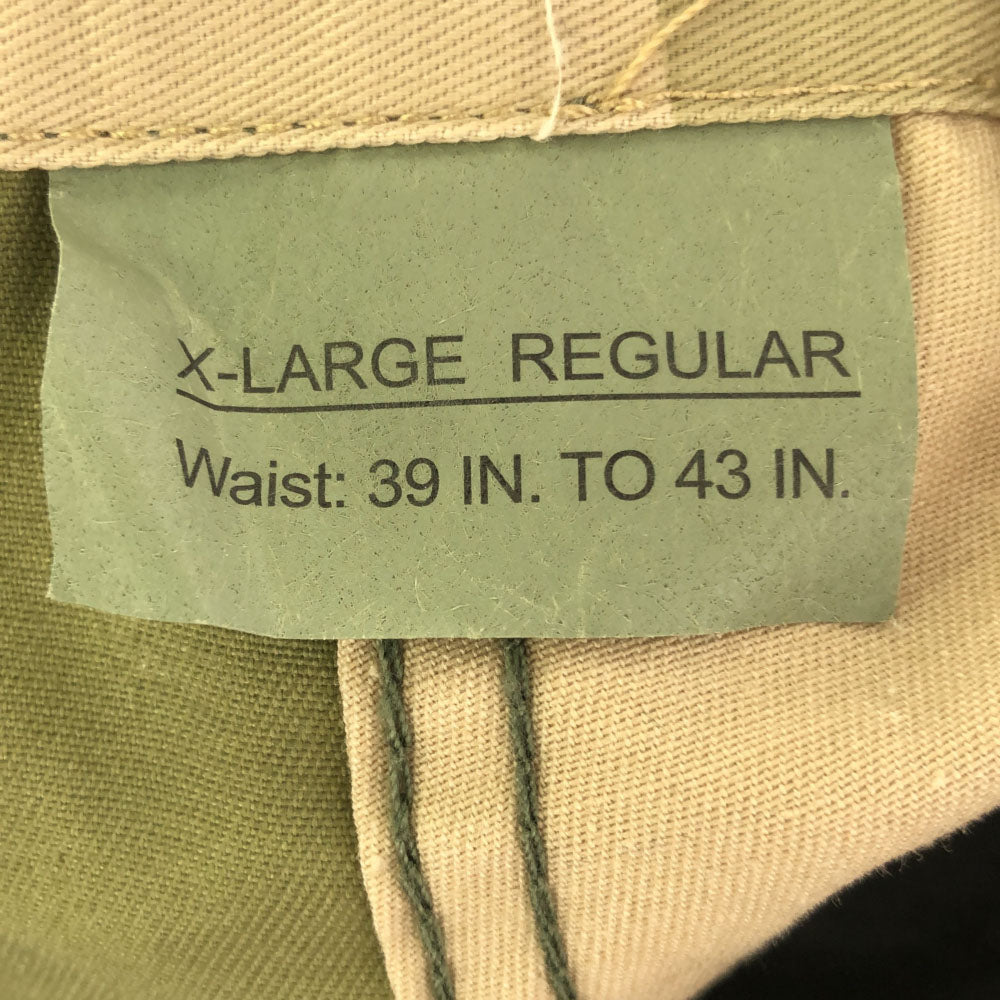 X-LARGE REGULAR
Waist: 39 IN. TO 43 IN.